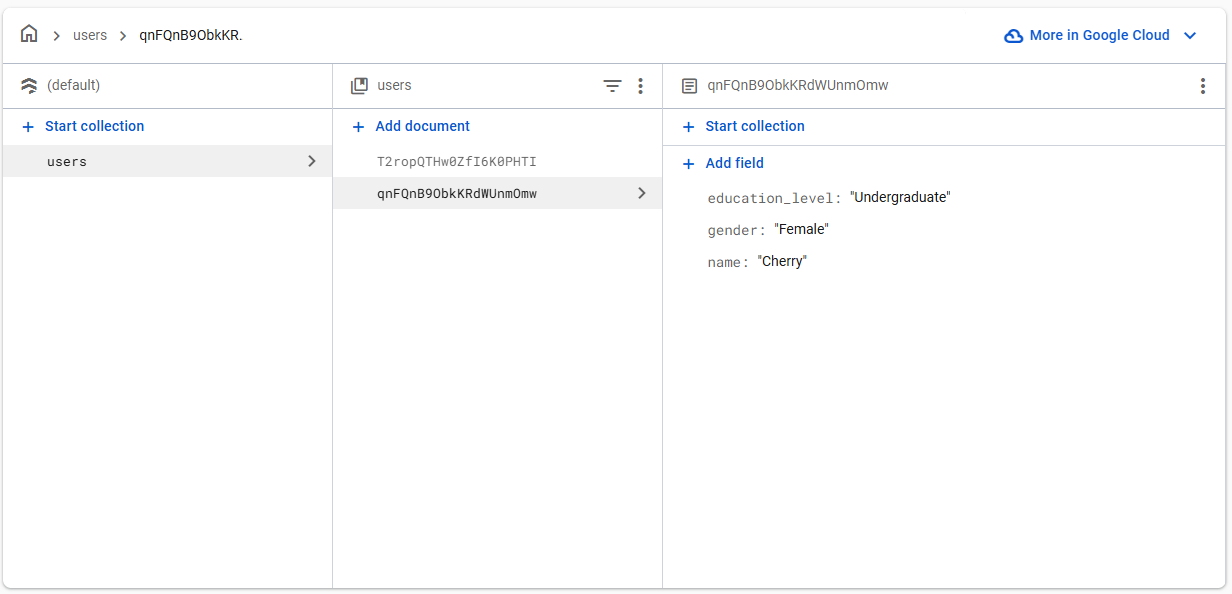 users
qnFQnB9ObkKR.
More in Google Cloud
(default)
users
qnFQnB9ObkKRdWUnmOmw
Start collection
Add document
Start collection
users
T2ropQTHw0ZfI6K0PHTI
Add field
qnFQnB9ObkKRdWUnmOmw
education_level: "Undergraduate"
gender: "Female"
name: "Cherry"